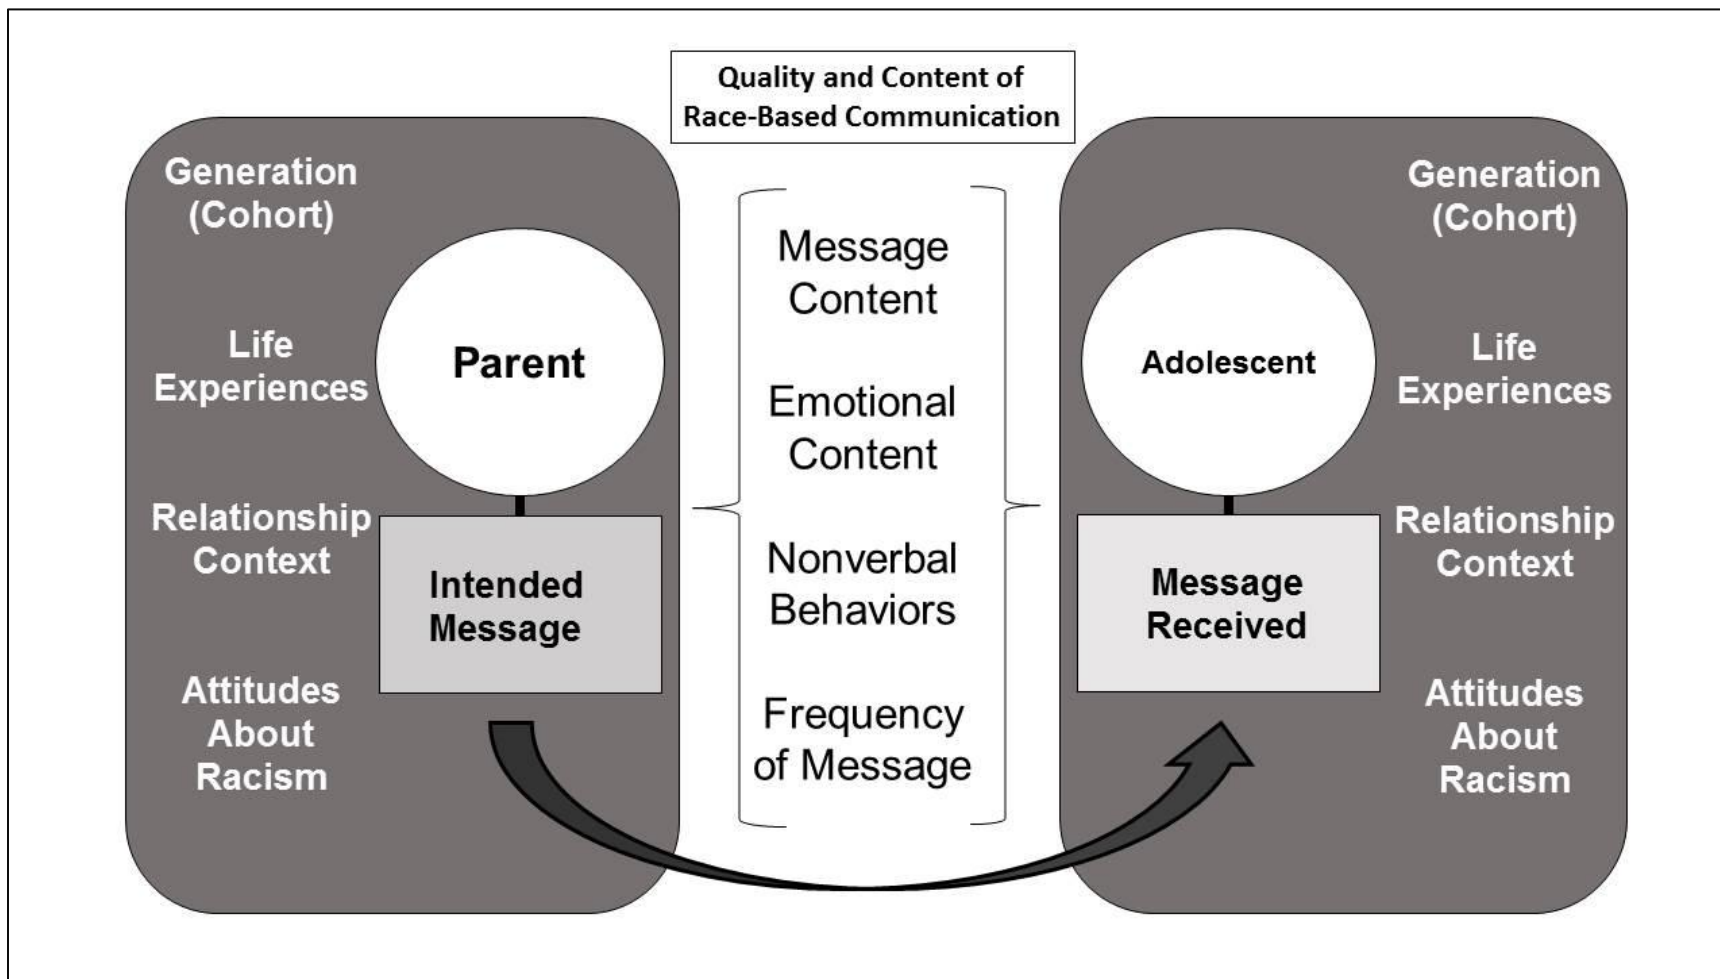 Quality and Content of
Race-Based Communication
Generation
(Cohort)
Life
Experiences
Relationship
Context
Attitudes
About
Racism
Parent
Intended
Message
Message
Content
Emotional
Content
Nonverbal
Behaviors
Frequency
of Message
Adolescent
Message
Received
Generation
(Cohort)
Life
Experiences
Relationship
Context
Attitudes
About
Racism